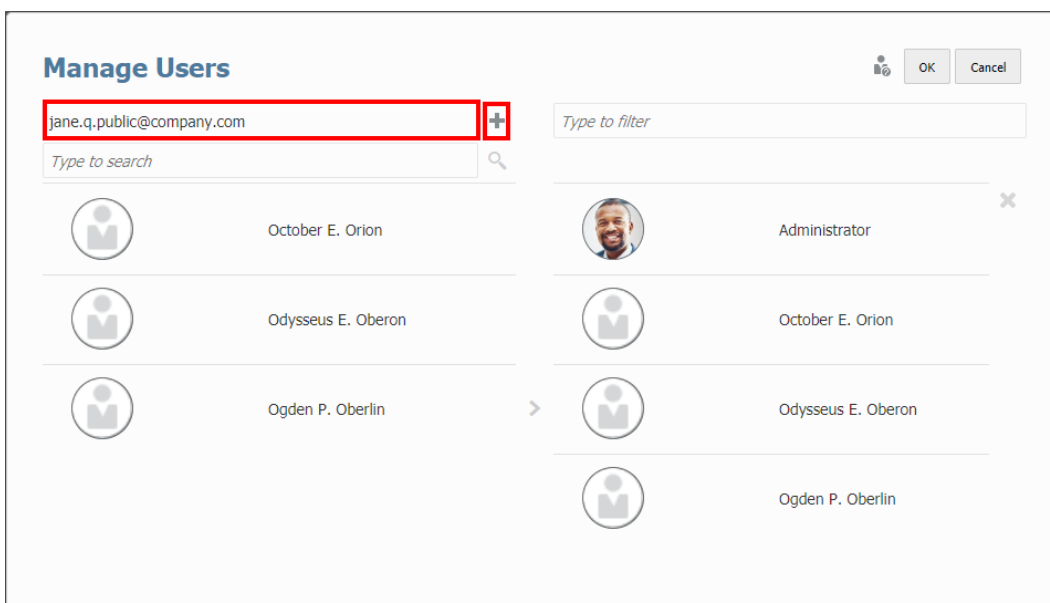 Manage Users
OK
Cancel
jane.q.public@company.com
Type to filter
Type to search
October E. Orion
Odysseus E. Oberon
Ogden P. Oberlin
Administrator
October E. Orion
Odysseus E. Oberon
Ogden P. Oberlin